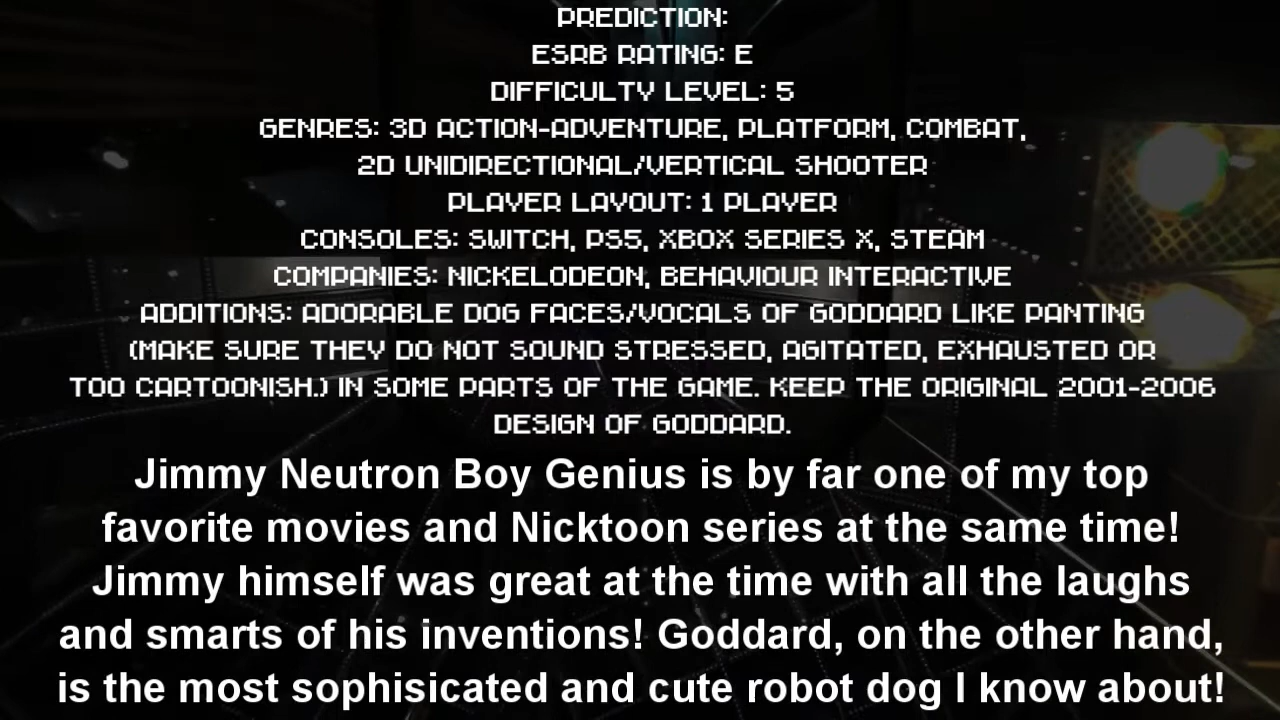 PREDICTION:
ESRB RATING: E
DIFFICULTY LEVEL: 5
GENRES: 3D ACTION-ADVENTURE, PLATFORM, COMBAT,
2D UNIDIRECTIONAL/VERTICAL SHOOTER
PLAYER LAYOUT: 1 PLAYER
CONSOLES: SWITCH, PS5, XBOX SERIES X, STEAM
COMPANIES: NICKELODEON, BEHAVIOUR INTERACTIVE
ADDITIONS: ADORABLE DOG FACES/VOCALS OF GODDARD LIKE PANTING
(MAKE SURE THEY DO NOT SOUND STRESSED, AGITATED, EXHAUSTED OR
TOO CARTOONISH.) IN SOME PARTS OF THE GAME. KEEP THE ORIGINAL 2001-2006
DESIGN OF GODDARD.
Jimmy Neutron Boy Genius is by far one of my top
favorite movies and Nicktoon series at the same time!
Jimmy himself was great at the time with all the laughs
and smarts of his inventions! Goddard, on the other hand,
is the most sophisicated and cute robot dog I know about!